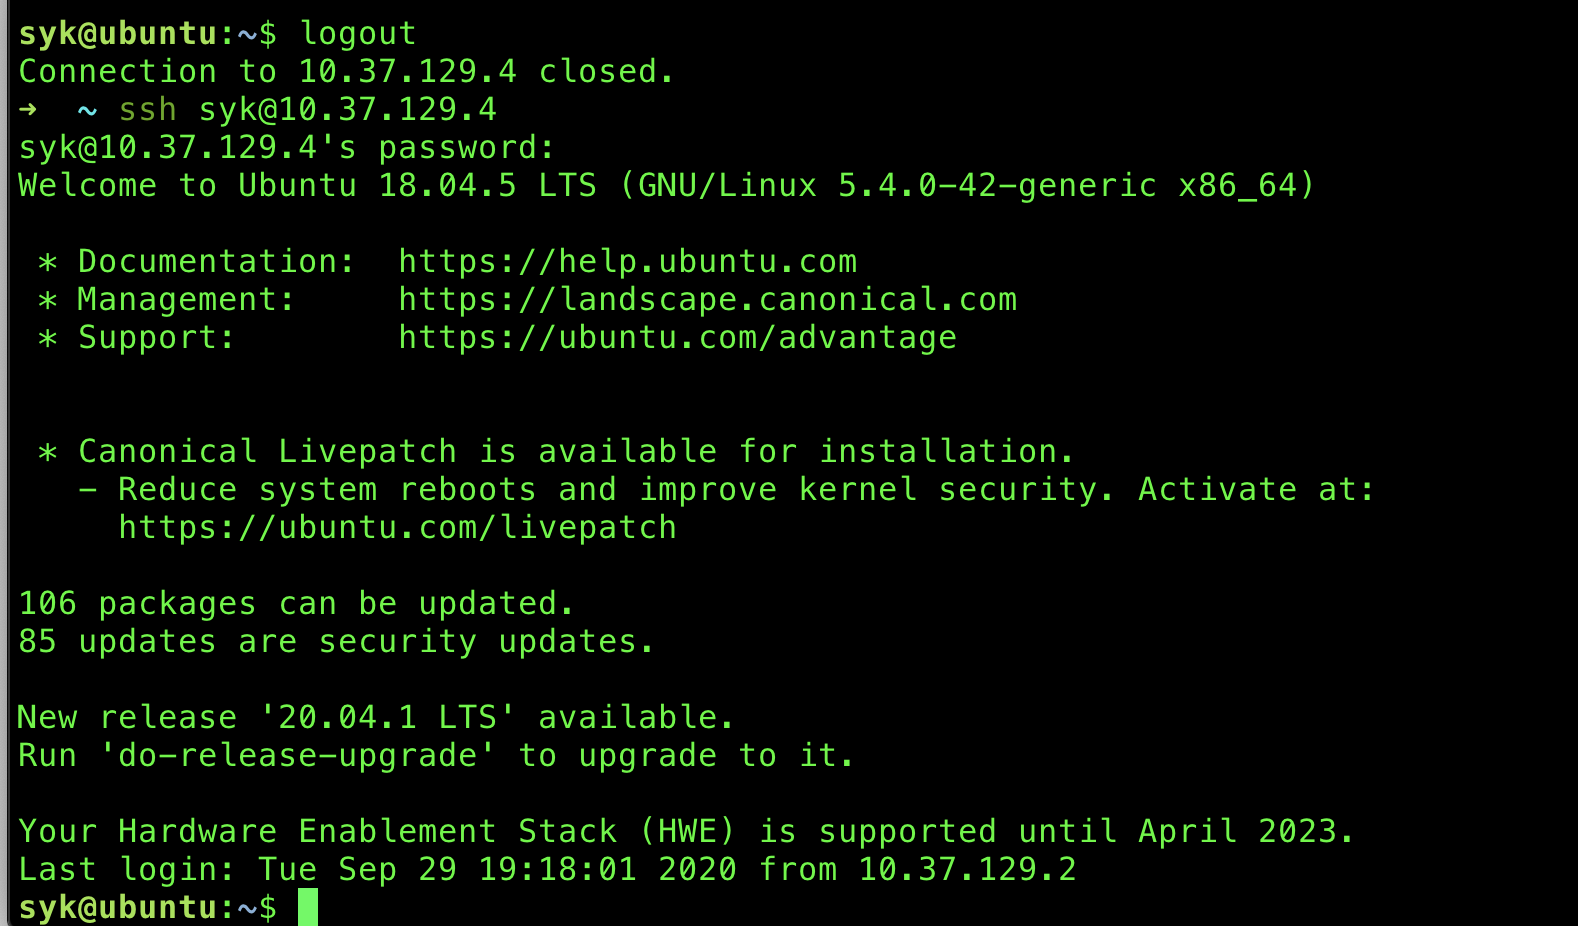 syk@ubuntu:~$ logout
Connection to 10.37.129.4 closed.
➜  ~ ssh syk@10.37.129.4
syk@10.37.129.4's password:
Welcome to Ubuntu 18.04.5 LTS (GNU/Linux 5.4.0-42-generic x86_64)

 * Documentation:  https://help.ubuntu.com
 * Management:     https://landscape.canonical.com
 * Support:        https://ubuntu.com/advantage


 * Canonical Livepatch is available for installation.
   - Reduce system reboots and improve kernel security. Activate at:
     https://ubuntu.com/livepatch

106 packages can be updated.
85 updates are security updates.

New release '20.04.1 LTS' available.
Run 'do-release-upgrade' to upgrade to it.

Your Hardware Enablement Stack (HWE) is supported until April 2023.
Last login: Tue Sep 29 19:18:01 2020 from 10.37.129.2
syk@ubuntu:~$